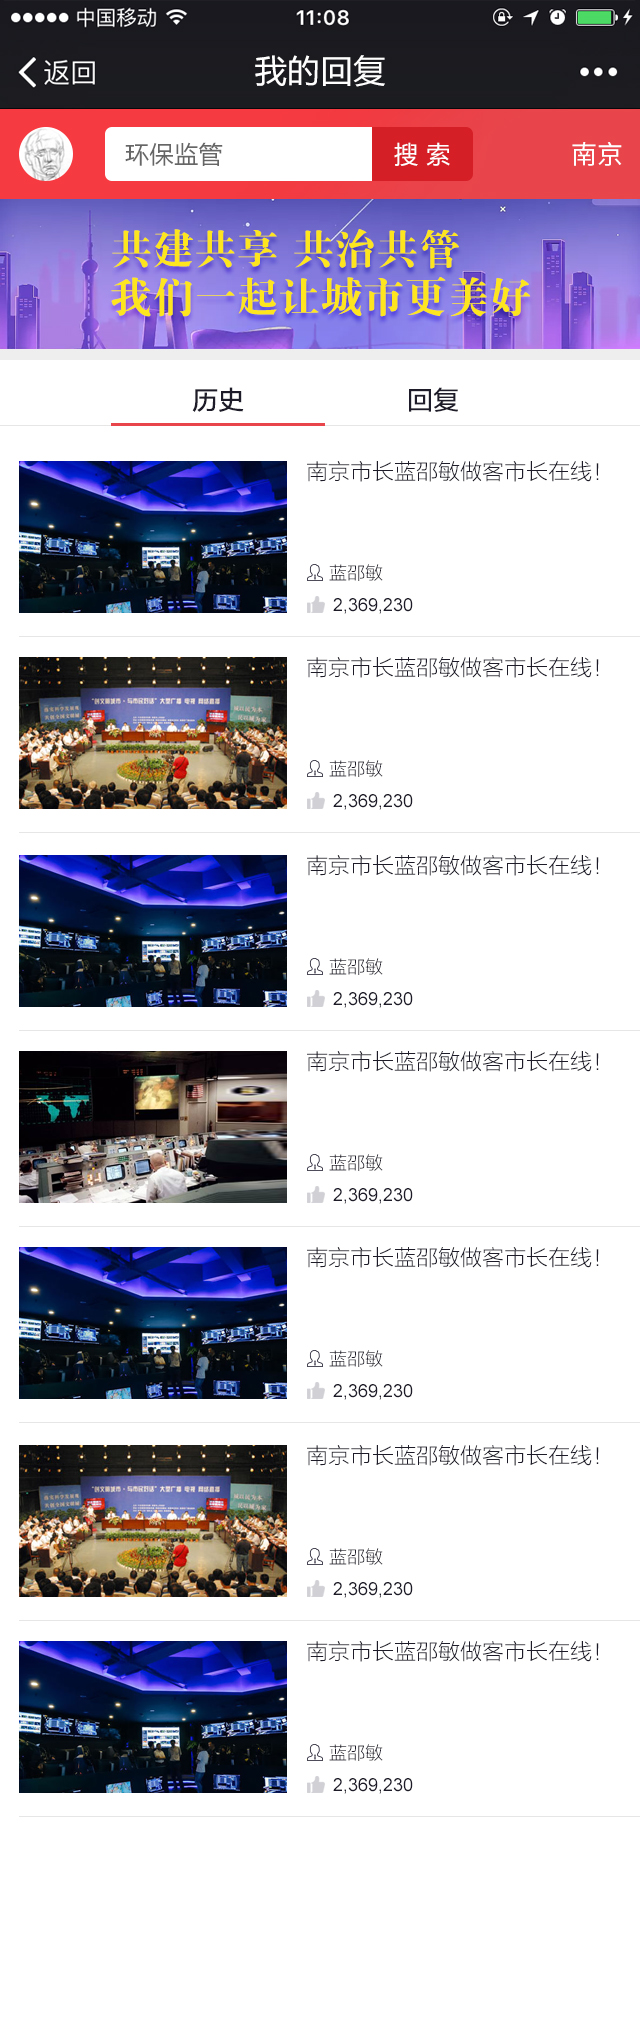 中国移动
11:08
返回
我的回复
环保监管
搜 索
南京
共建共享 共治共管
我们一起让城市更美好
历史
回复
南京市长蓝邵敏做客市长在线！
蓝邵敏
2,369,230
南京市长蓝邵敏做客市长在线！
蓝邵敏
2,369,230
南京市长蓝邵敏做客市长在线！
蓝邵敏
2,369,230
南京市长蓝邵敏做客市长在线！
蓝邵敏
2,369,230
南京市长蓝邵敏做客市长在线！
蓝邵敏
2,369,230
南京市长蓝邵敏做客市长在线！
蓝邵敏
2,369,230
南京市长蓝邵敏做客市长在线！
蓝邵敏
2,369,230